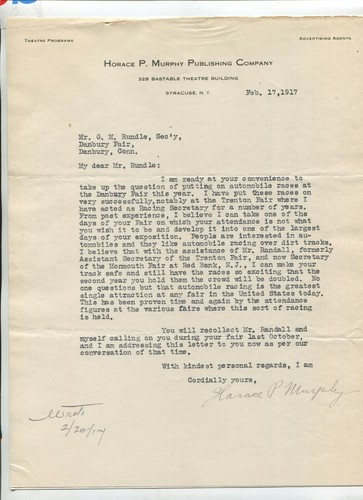 THEATRE PROGRAMS
ADVERTISING AGENTS
HORACE P. MURPHY PUBLISHING COMPANY
328 BASTABLE THEATRE BUILDING
SYRACUSE, N. Y.
Feb. 17,1917
Mr. G. M. Rundle, Sec'y,
Danbury Fair,
Danbury, Conn.
My dear Mr. Rundle:
I am ready at your convenience to
take up the question of putting on automobile races at
the Danbury Fair this year. I have put these races on
very successfully, notably at the Trenton Fair where I
have acted as Racing Secretary for a number of years.
From past experience, I believe I can take one of the
days of your Fair on which your attendance is not what
you wish it to be and develop it into one of the largest
days of your exposition. People are interested in au-
tomobiles and they like automobile racing over dirt tracks.
I believe that with the assistance of Mr. Randall, formerly
Assistant Secretary of the Trenton Fair, and now Secretary
of the Monmouth Fair at Red Bank, N.J., I can make your
track safe and still have the races so exciting that the
second year you hold them the crowd will be doubled. No
one questions but that automobile racing is the greatest
single attraction at any fair in the United States today.
This has been proven time and again by the attendance
figures at the various fairs where this sort of racing
is held.
You will recollect Mr. Randall and
myself calling on you during your fair last October,
and I am addressing this letter to you now as per our
conversation of that time.
With kindest personal regards, I am
Cordially yours,
Horace P Murphy
Wrote
2/20/17